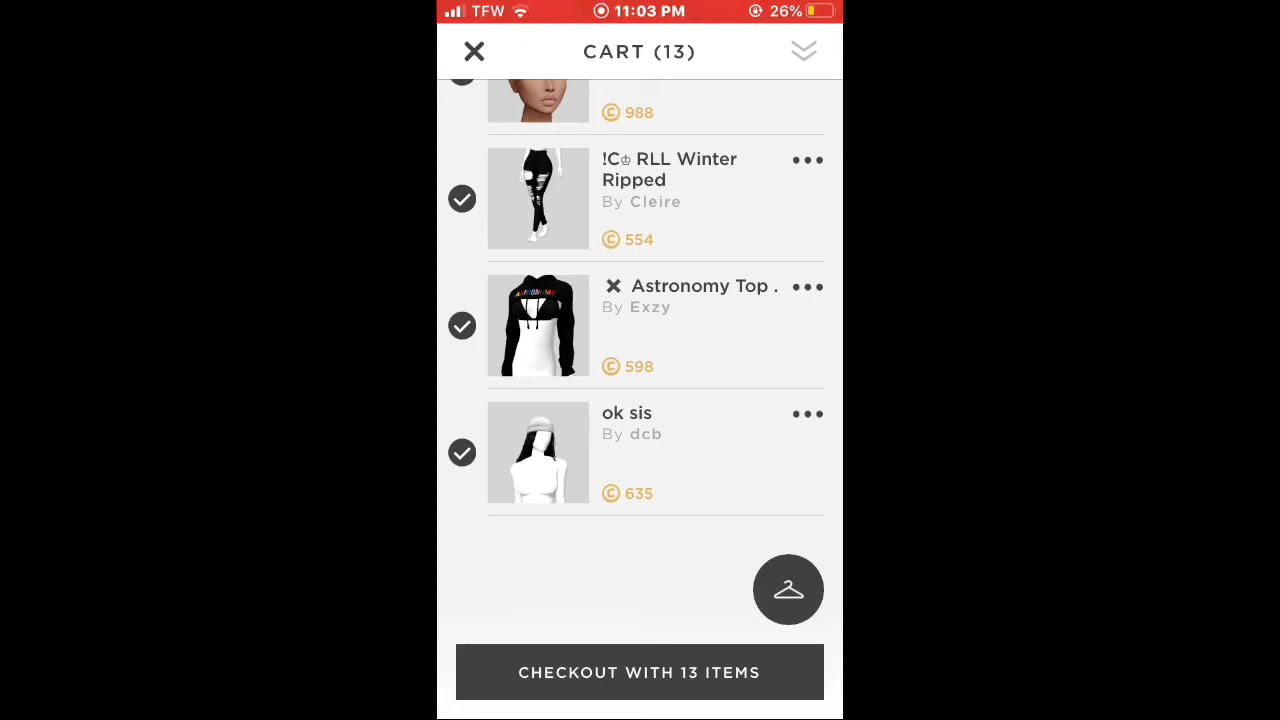 TFW 11:03 PM 26%
CART (13)
© 988
!C♔ RLL Winter
Ripped
By Cleire
© 554
✖ Astronomy Top .
By Exzy
ASTRONOMY
© 598
ok sis
By dcb
© 635
CHECKOUT WITH 13 ITEMS